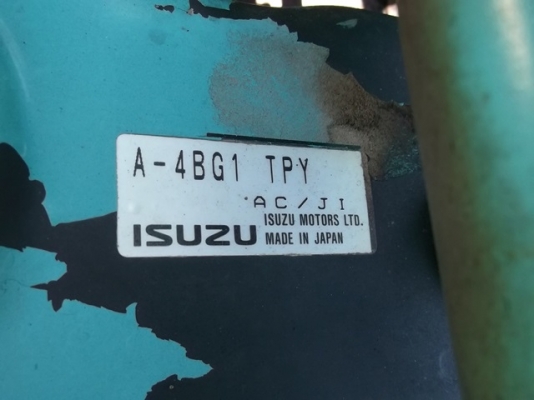 A-4BG1 TPY
AC/JI
ISUZU MOTORS LTD.
ISUZU MADE IN JAPAN